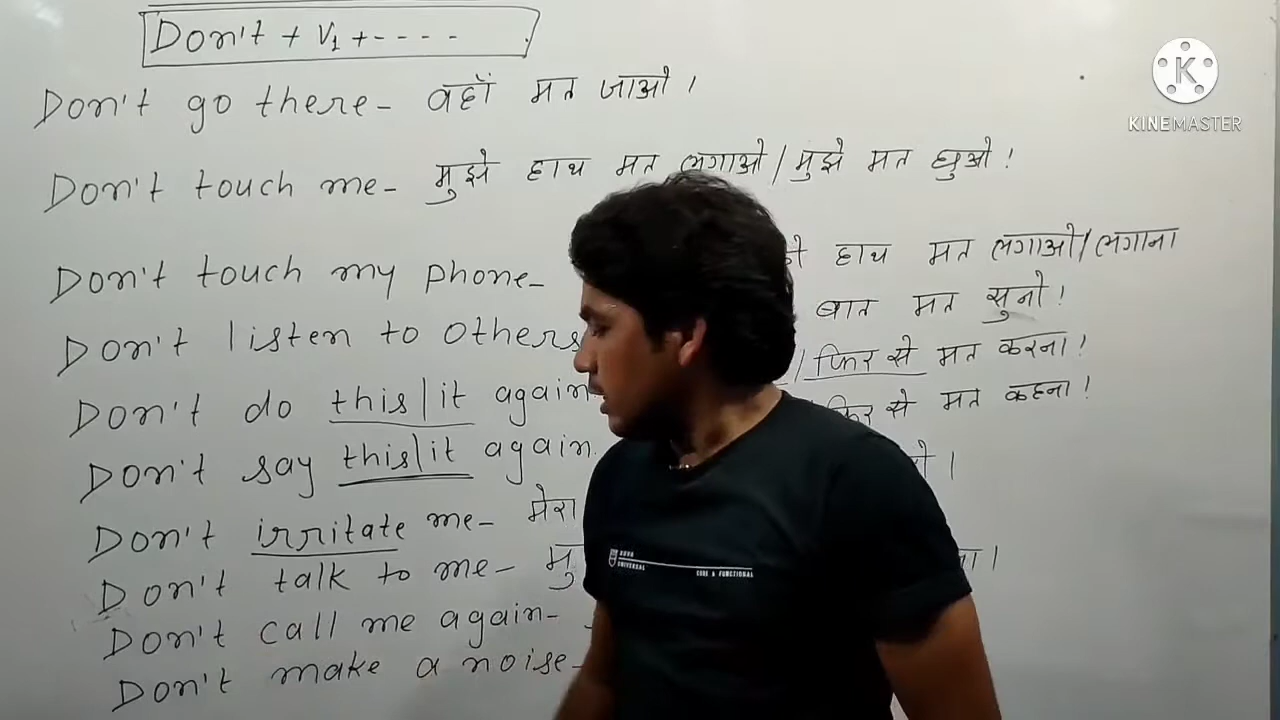 Don't + V1 + - - - -
Don't go there - वहाँ मत जाओ।
Don't touch me - मुझे हाथ मत लगाओ / मुझे मत छुओ!
Don't touch my phone - हाथ मत लगाओ / लगाना
Don't listen to others बात मत सुनो!
Don't do this/it again / फिर से मत करना!
Don't say this/it again. फिर से मत कहना!
Don't irritate me - मेरा
Don't talk to me -
Don't call me again -
Don't make a noise -
KINEMASTER